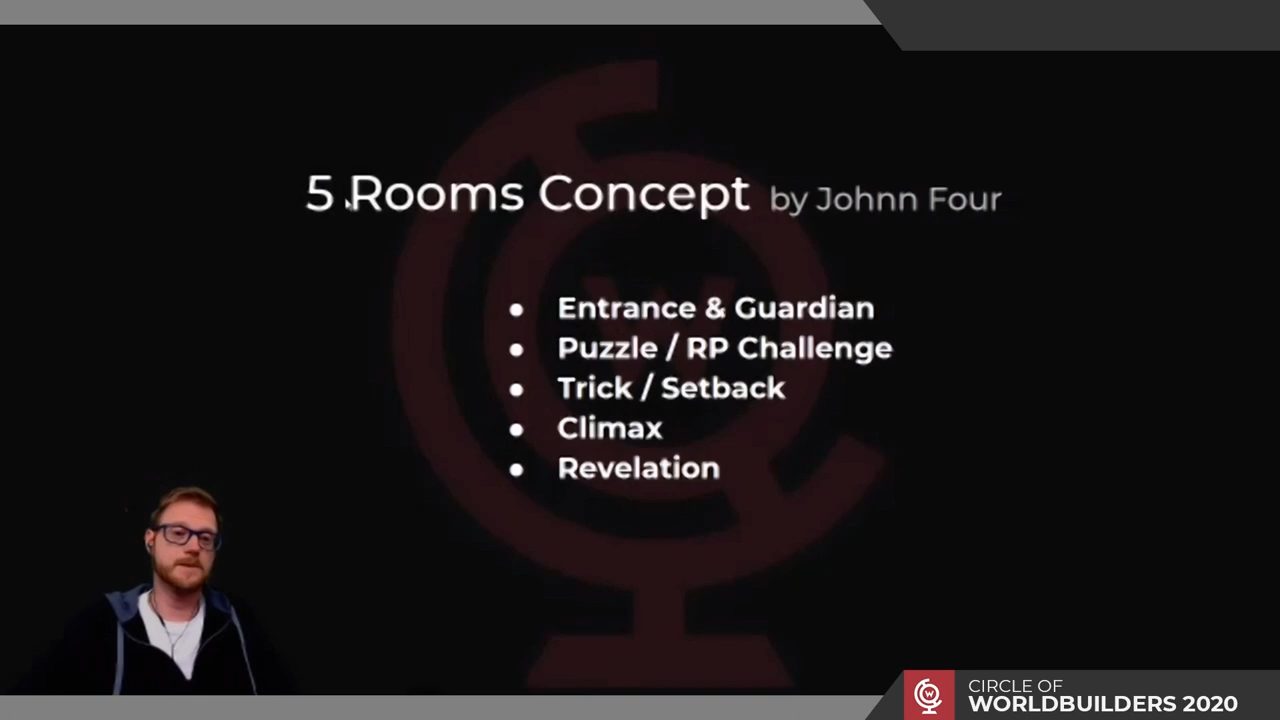 5 Rooms Concept by Johnn Four
• Entrance & Guardian
• Puzzle / RP Challenge
• Trick / Setback
• Climax
• Revelation
W
W
CIRCLE OF
WORLDBUILDERS 2020